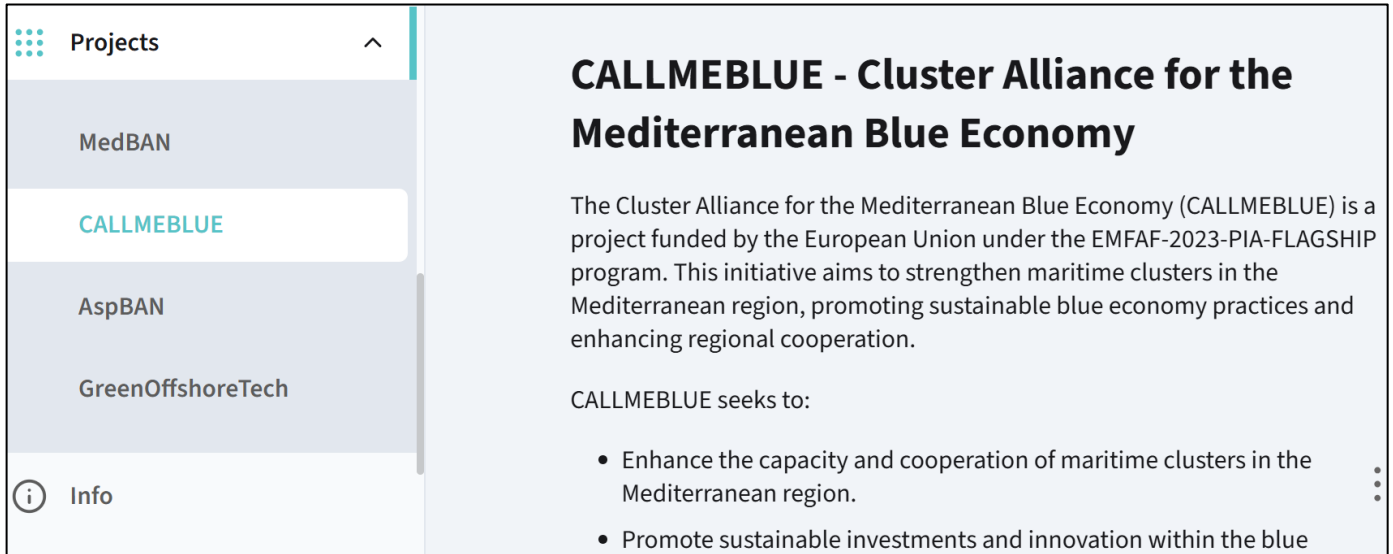 Projects
MedBAN
CALLMEBLUE
AspBAN
GreenOffshoreTech
Info
CALLMEBLUE - Cluster Alliance for the
Mediterranean Blue Economy
The Cluster Alliance for the Mediterranean Blue Economy (CALLMEBLUE) is a
project funded by the European Union under the EMFAF-2023-PIA-FLAGSHIP
program. This initiative aims to strengthen maritime clusters in the
Mediterranean region, promoting sustainable blue economy practices and
enhancing regional cooperation.
CALLMEBLUE seeks to:
• Enhance the capacity and cooperation of maritime clusters in the
Mediterranean region.
• Promote sustainable investments and innovation within the blue